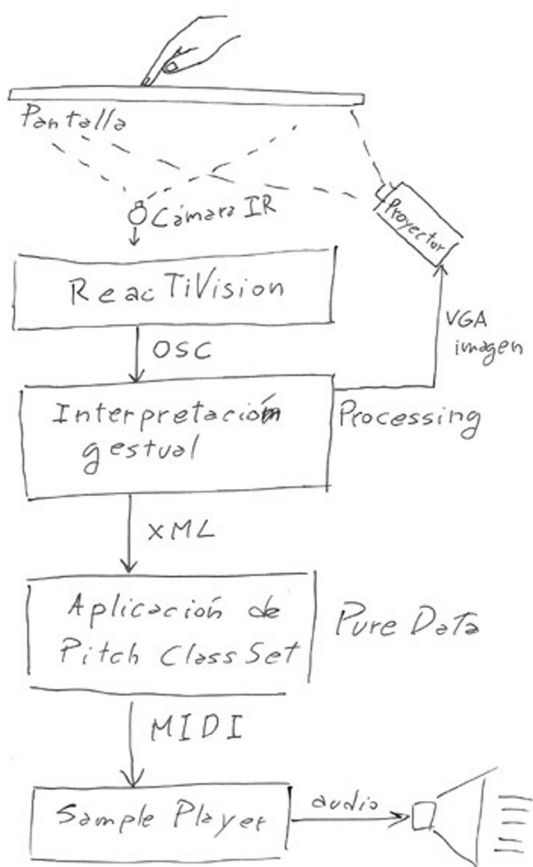 Pantalla
Cámara IR
Proyector
ReacTiVision
OSC
VGA
imagen
Interpretación
gestual
Processing
XML
Aplicación de
Pitch Class Set
Pure Data
MIDI
Sample Player
audio